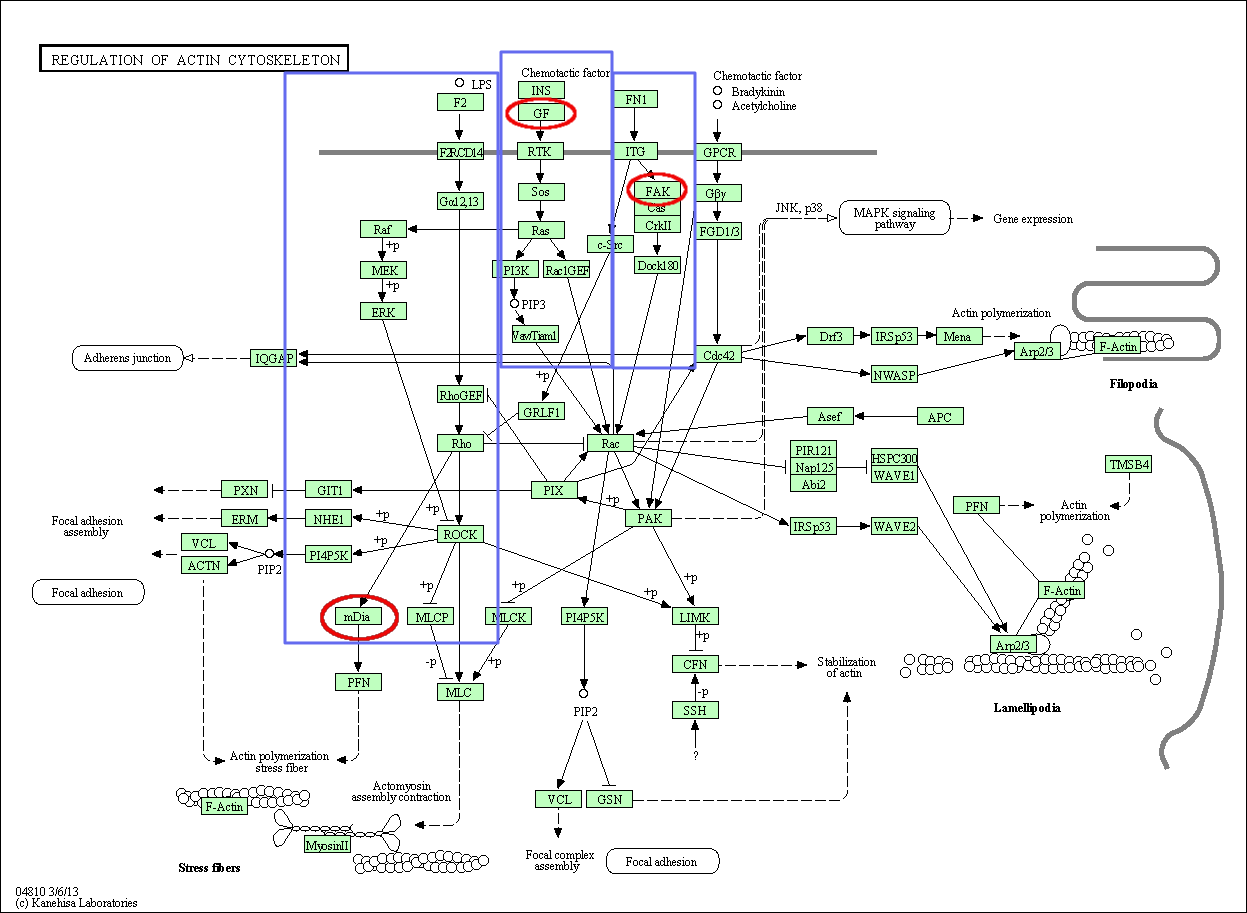 REGULATION OF ACTIN CYTOSKELETON
Chemotactic factor
Chemotactic factor
LPS
INS
Bradykinin
F2
GF
FN1
Acetylcholine
F2R CD14
RTK
ITG
GPCR
Gα12,13
Sos
FAK
Gβγ
Cas
JNK, p38
MAPK signaling
pathway
Gene expression
Raf
Ras
CrkII
FGD1/3
+p
c-Src
MEK
PI3K
Rac1GEF
Dock180
+p
ERK
PIP3
Actin polymerization
Vav Tiam1
Drf3
IRSp53
Mena
Adherens junction
IQGAP
Cdc42
Arp2/3
F-Actin
+p
NWASP
Filopodia
RhoGEF
GRLF1
Asef
APC
Rho
Rac
PIR121
Nap125
Abi2
HSPC300
WAVE1
TMSB4
PXN
GIT1
PIX
+p
PFN
Actin
polymerization
Focal adhesion
assembly
ERM
NHE1
+p
+p
PAK
IRSp53
WAVE2
VCL
ROCK
ACTN
PIP2
PI4P5K
+p
Focal adhesion
+p
+p
+p
+p
F-Actin
mDia
MLCP
MLCK
PI4P5K
LIMK
+p
Arp2/3
-p
+p
CFN
Stabilization
of actin
PFN
MLC
-p
PIP2
SSH
Lamellipodia
?
Actin polymerization
stress fiber
Actomyosin
assembly contraction
F-Actin
VCL
GSN
MyosinII
Stress fibers
Focal complex
assembly
Focal adhesion
04810 3/6/13
(c) Kanehisa Laboratories